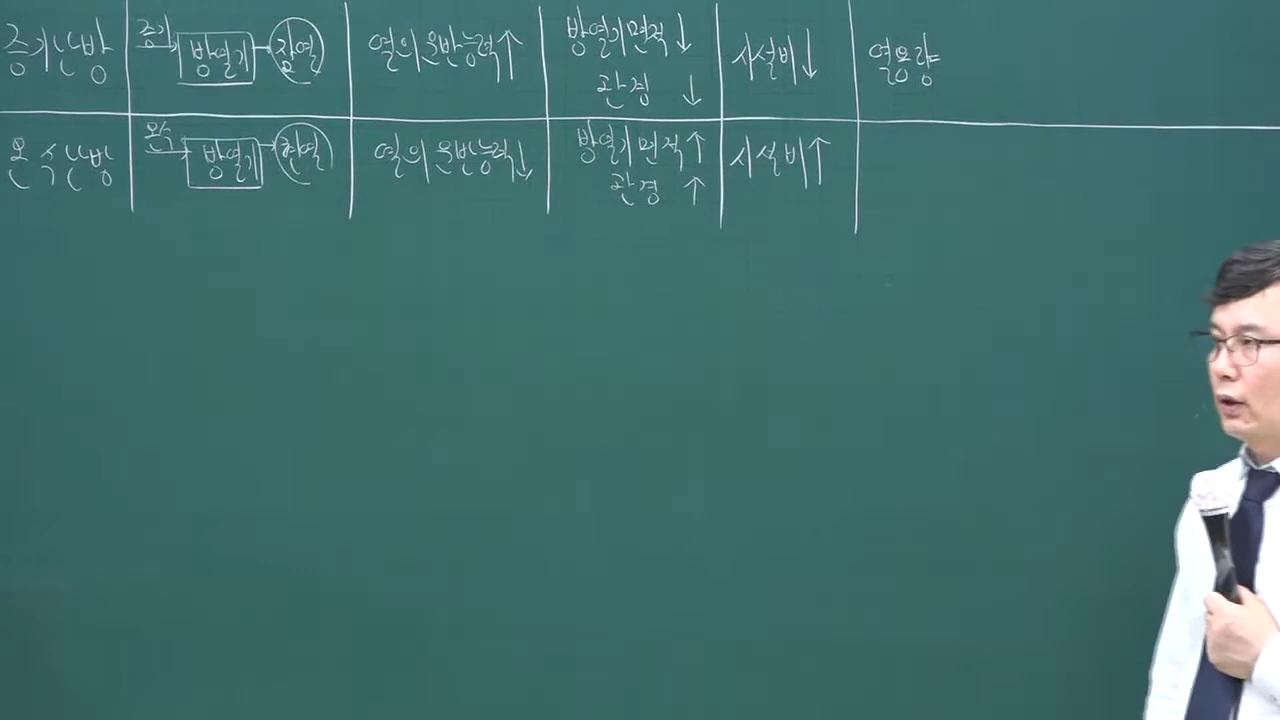 증기난방 증기 방열기 잠열 열의 운반능력↑ 방열기면적↓ 시설비↓ 열용량
관경 ↓
온수난방 온수 방열기 현열 열의 운반능력↓ 방열기면적↑ 시설비↑
관경 ↑